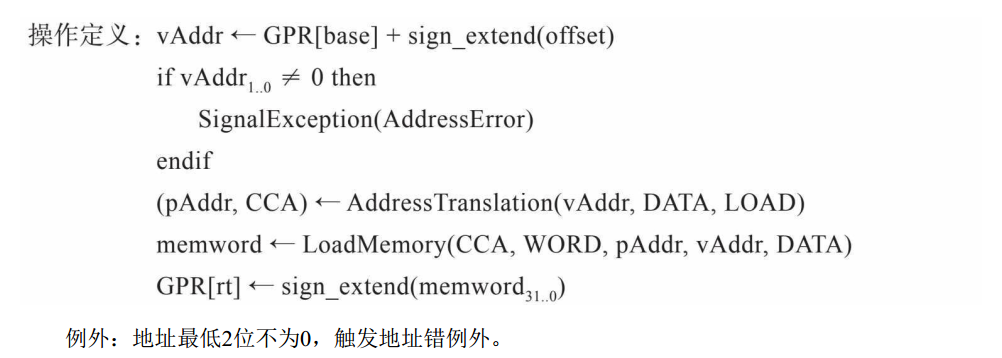 操作定义：vAddr ← GPR[base] + sign_extend(offset)
if vAddr1..0 ≠ 0 then
SignalException(AddressError)
endif
(pAddr, CCA) ← AddressTranslation(vAddr, DATA, LOAD)
memword ← LoadMemory(CCA, WORD, pAddr, vAddr, DATA)
GPR[rt] ← sign_extend(memword31..0)
例外：地址最低2位不为0，触发地址错例外。